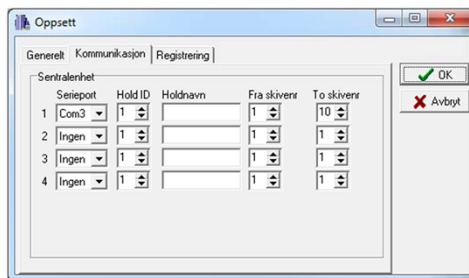 Oppsett
Generelt Kommunikasjon Registrering
Sentralenhet
Serieport Hold ID Holdnavn Fra skivenr To skivenr
1 Com3 1 1 10
2 Ingen 1 1 1
3 Ingen 1 1 1
4 Ingen 1 1 1
OK
Avbryt